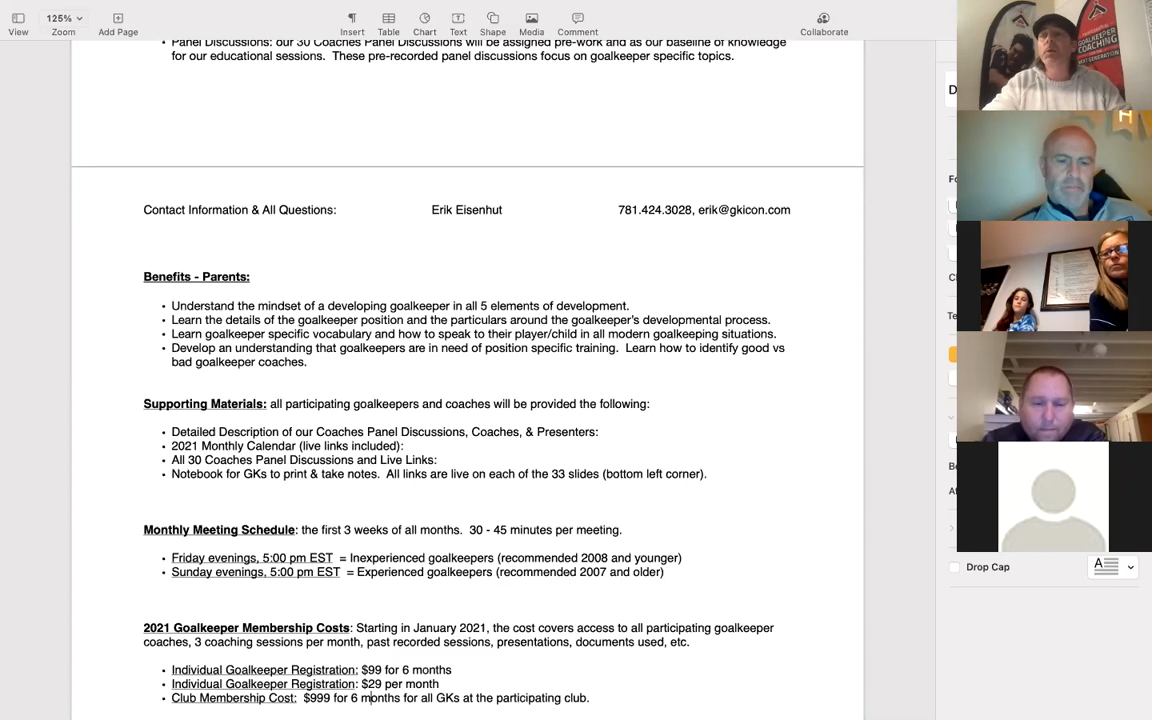 View
125%
Zoom
Add Page
Insert
Table
Chart
Text
Shape
Media
Comment
Collaborate
• Panel Discussions: our 30 Coaches Panel Discussions will be assigned pre-work and as our baseline of knowledge
for our educational sessions.  These pre-recorded panel discussions focus on goalkeeper specific topics.
Contact Information & All Questions: Erik Eisenhut 781.424.3028, erik@gkicon.com
Benefits - Parents:
• Understand the mindset of a developing goalkeeper in all 5 elements of development.
• Learn the details of the goalkeeper position and the particulars around the goalkeeper's developmental process.
• Learn goalkeeper specific vocabulary and how to speak to their player/child in all modern goalkeeping situations.
• Develop an understanding that goalkeepers are in need of position specific training.  Learn how to identify good vs
bad goalkeeper coaches.
Supporting Materials: all participating goalkeepers and coaches will be provided the following:
• Detailed Description of our Coaches Panel Discussions, Coaches, & Presenters:
• 2021 Monthly Calendar (live links included):
• All 30 Coaches Panel Discussions and Live Links:
• Notebook for GKs to print & take notes.  All links are live on each of the 33 slides (bottom left corner).
Monthly Meeting Schedule: the first 3 weeks of all months.  30 - 45 minutes per meeting.
• Friday evenings, 5:00 pm EST  = Inexperienced goalkeepers (recommended 2008 and younger)
• Sunday evenings, 5:00 pm EST  = Experienced goalkeepers (recommended 2007 and older)
2021 Goalkeeper Membership Costs: Starting in January 2021, the cost covers access to all participating goalkeeper
coaches, 3 coaching sessions per month, past recorded sessions, presentations, documents used, etc.
• Individual Goalkeeper Registration: $99 for 6 months
• Individual Goalkeeper Registration: $29 per month
• Club Membership Cost:  $999 for 6 months for all GKs at the participating club.
Drop Cap
GOALKEEPER
COACHING
NEXT GENERATION
H